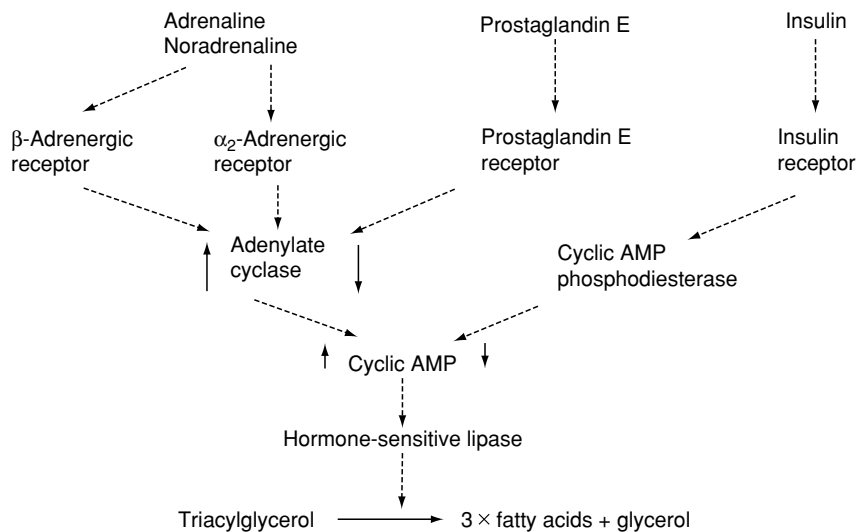 Adrenaline
Noradrenaline
Prostaglandin E
Insulin
β-Adrenergic
receptor
α₂-Adrenergic
receptor
Prostaglandin E
receptor
Insulin
receptor
Adenylate
cyclase
Cyclic AMP
phosphodiesterase
Cyclic AMP
Hormone-sensitive lipase
Triacylglycerol
3 × fatty acids + glycerol